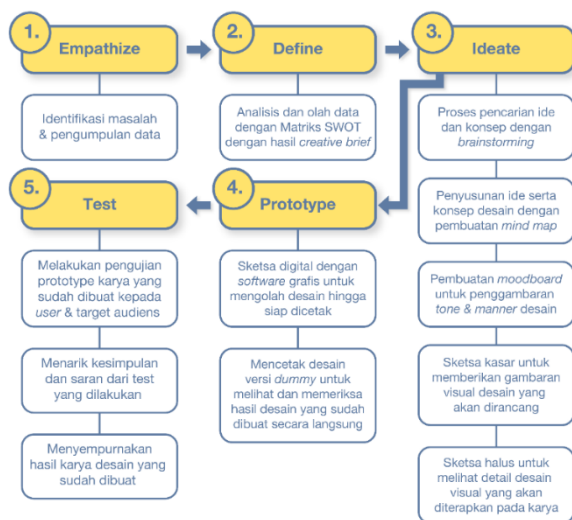 1.
Empathize
Identifikasi masalah
& pengumpulan data
2.
Define
Analisis dan olah data
dengan Matriks SWOT
dengan hasil creative brief
3.
Ideate
Proses pencarian ide
dan konsep dengan
brainstorming
Penyusunan ide serta
konsep desain dengan
pembuatan mind map
Pembuatan moodboard
untuk penggambaran
tone & manner desain
Sketsa kasar untuk
memberikan gambaran
visual desain yang
akan dirancang
Sketsa halus untuk
melihat detail desain
visual yang akan
diterapkan pada karya
4.
Prototype
Sketsa digital dengan
software grafis untuk
mengolah desain hingga
siap dicetak
Mencetak desain
versi dummy untuk
melihat dan memeriksa
hasil desain yang sudah
dibuat secara langsung
5.
Test
Melakukan pengujian
prototype karya yang
sudah dibuat kepada
user & target audiens
Menarik kesimpulan
dan saran dari test
yang dilakukan
Menyempurnakan
hasil karya desain yang
sudah dibuat